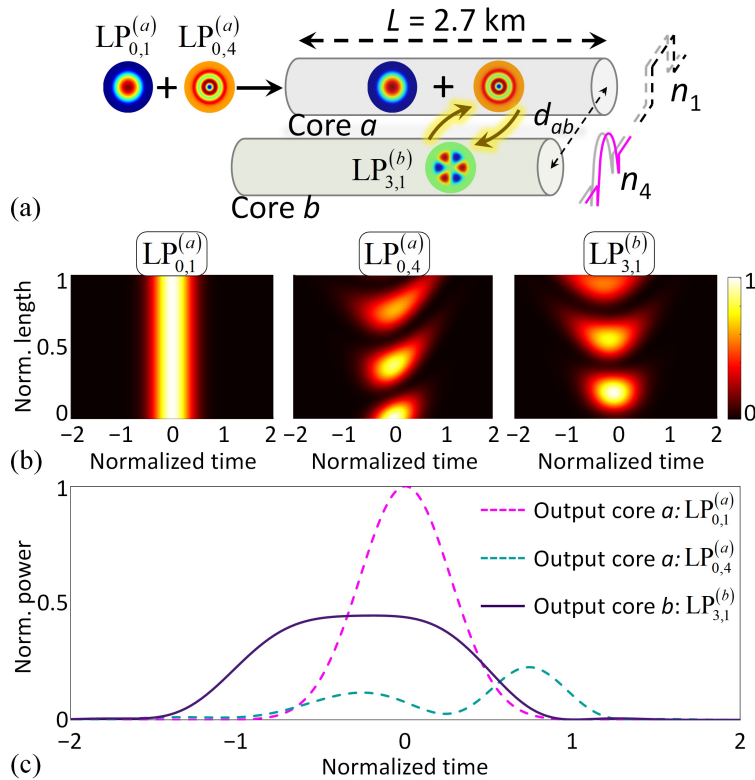 LP0,1(a) LP0,4(a) L = 2.7 km
+ +
Core a dab n1
LP3,1(b) n4
Core b
(a)
LP0,1(a) LP0,4(a) LP3,1(b)
Norm. length
1 0.5 0
1 0
−2 −1 0 1 2 −2 −1 0 1 2 −2 −1 0 1 2
Normalized time Normalized time Normalized time
(b)
Norm. power
1
0.5
0
Output core a: LP0,1(a)
Output core a: LP0,4(a)
Output core b: LP3,1(b)
−2 −1 0 1 2
Normalized time
(c)